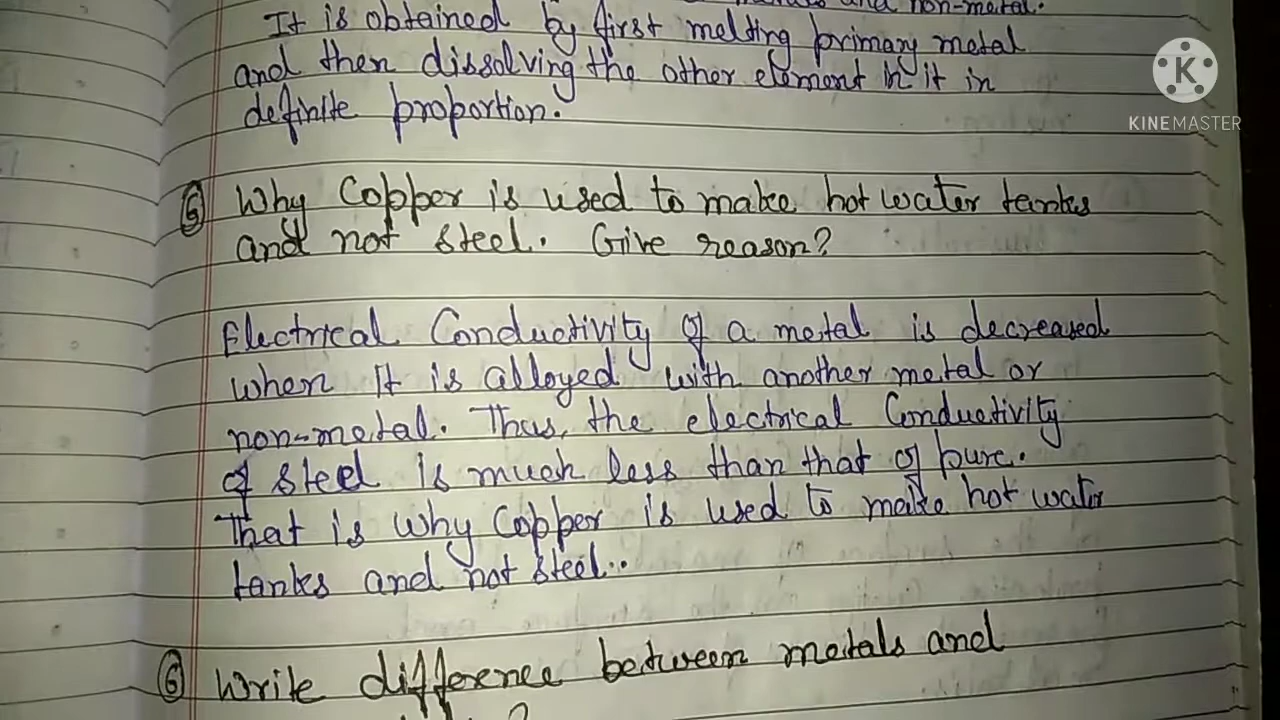 and non-metal.
It is obtained by first melting primary metal
and then dissolving the other element in it in
definite proportion.
K
KINEMASTER
5 Why Copper is used to make hot water tanks
and not steel. Give reason?
Electrical Conductivity of a metal is decreased
when it is alloyed with another metal or
non-metal. Thus, the electrical Conductivity
of steel is much less than that of pure.
That is why Copper is used to make hot water
tanks and not steel..
6 Write difference between metals and